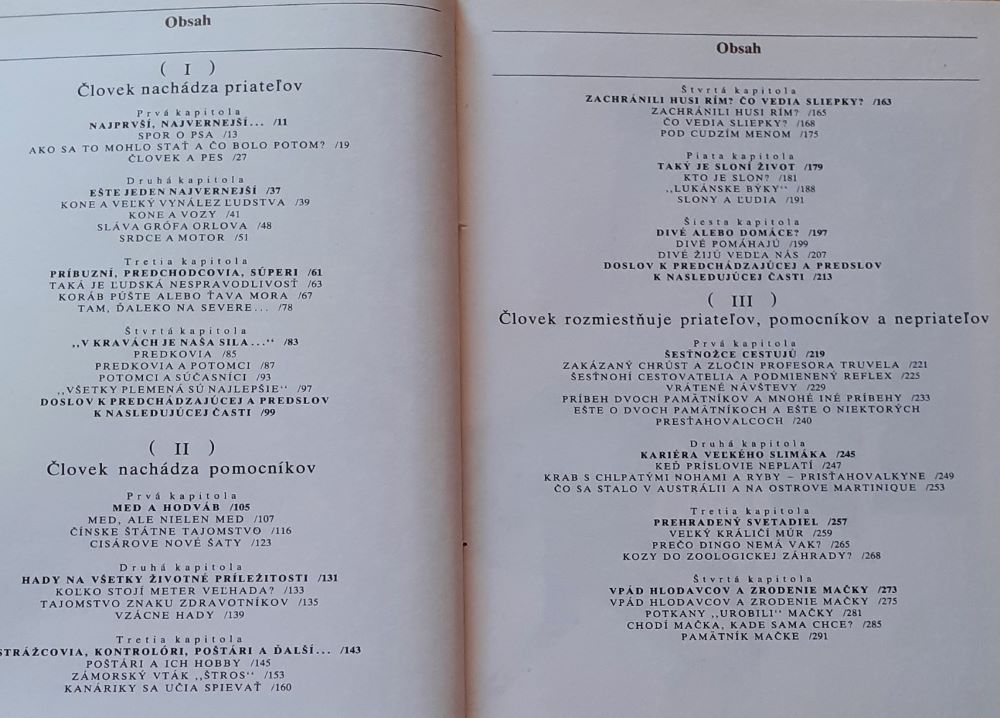 Obsah
( I )
Človek nachádza priateľov
Prvá kapitola
NAJPRVŠÍ, NAJVERNEJŠÍ... /11
SPOR O PSA /13
AKO SA TO MOHLO STAŤ A ČO BOLO POTOM? /19
ČLOVEK A PES /27
Druhá kapitola
EŠTE JEDEN NAJVERNEJŠÍ /37
KONE A VEĽKÝ VYNÁLEZ ĽUDSTVA /39
KONE A VOZY /41
SLÁVA GRÓFA ORLOVA /48
SRDCE A MOTOR /51
Tretia kapitola
PRÍBUZNÍ, PREDCHODCOVIA, SÚPERI /61
TAKÁ JE ĽUDSKÁ NESPRAVODLIVOSŤ /63
KORÁB PÚŠTE ALEBO ŤAVA MORA /67
TAM, ĎALEKO NA SEVERE... /78
Štvrtá kapitola
„V KRAVÁCH JE NAŠA SILA...“ /83
PREDKOVIA /85
PREDKOVIA A POTOMCI /87
POTOMCI A SÚČASNÍCI /93
„VŠETKY PLEMENÁ SÚ NAJLEPŠIE“ /97
DOSLOV K PREDCHÁDZAJÚCEJ A PREDSLOV
K NASLEDUJÚCEJ ČASTI /99
( II )
Človek nachádza pomocníkov
Prvá kapitola
MED A HODVÁB /105
MED, ALE NIELEN MED /107
ČÍNSKE ŠTÁTNE TAJOMSTVO /116
CISÁROVE NOVÉ ŠATY /123
Druhá kapitola
HADY NA VŠETKY ŽIVOTNÉ PRÍLEŽITOSTI /131
KOĽKO STOJÍ METER VEĽHADA? /133
TAJOMSTVO ZNAKU ZDRAVOTNÍKOV /135
VZÁCNE HADY /139
Tretia kapitola
STRÁŽCOVIA, KONTROLÓRI, POŠTÁRI A ĎALŠÍ... /143
POŠTÁRI A ICH HOBBY /145
ZÁMORSKÝ VTÁK „ŠTROS“ /153
KANÁRIKY SA UČIA SPIEVAŤ /160
Obsah
Štvrtá kapitola
ZACHRÁNILI HUSI RÍM? ČO VEDIA SLIEPKY? /163
ZACHRÁNILI HUSI RÍM? /165
ČO VEDIA SLIEPKY? /168
POD CUDZÍM MENOM /175
Piata kapitola
TAKÝ JE SLONÍ ŽIVOT /179
KTO JE SLON? /181
„LUKÁNSKE BÝKY“ /188
SLONY A ĽUDIA /191
Šiesta kapitola
DIVÉ ALEBO DOMÁCE? /197
DIVÉ POMÁHAJÚ /199
DIVÉ ŽIJÚ VEDĽA NÁS /207
DOSLOV K PREDCHÁDZAJÚCEJ A PREDSLOV
K NASLEDUJÚCEJ ČASTI /213
( III )
Človek rozmiestňuje priateľov, pomocníkov a nepriateľov
Prvá kapitola
ŠESTNOŽCE CESTUJÚ /219
ZAKÁZANÝ CHRÚST A ZLOČIN PROFESORA TRUVELA /221
ŠESŤNOHÍ CESTOVATELIA A PODMIENENÝ REFLEX /225
VRÁTENÉ NÁVŠTEVY /229
PRÍBEH DVOCH PAMÄTNÍKOV A MNOHÉ INÉ PRÍBEHY /233
EŠTE O DVOCH PAMÄTNÍKOCH A EŠTE O NIEKTORÝCH
PRESŤAHOVALCOCH /240
Druhá kapitola
KARIÉRA VEĽKÉHO SLIMÁKA /245
KEĎ PRÍSLOVIE NEPLATÍ /247
KRAB S CHLPATÝMI NOHAMI A RYBY – PRISŤAHOVALKYNE /249
ČO SA STALO V AUSTRÁLII A NA OSTROVE MARTINIQUE /253
Tretia kapitola
PREHRADENÝ SVETADIEL /257
VEĽKÝ KRÁLIČÍ MÚR /259
PREČO DINGO NEMÁ VAK? /265
KOZY DO ZOOLOGICKEJ ZÁHRADY? /268
Štvrtá kapitola
VPÁD HLODAVCOV A ZRODENIE MAČKY /273
VPÁD HLODAVCOV A ZRODENIE MAČKY /275
POTKANY „UROBILI“ MAČKY /281
CHODÍ MAČKA, KADE SAMA CHCE? /285
PAMÄTNÍK MAČKE /291